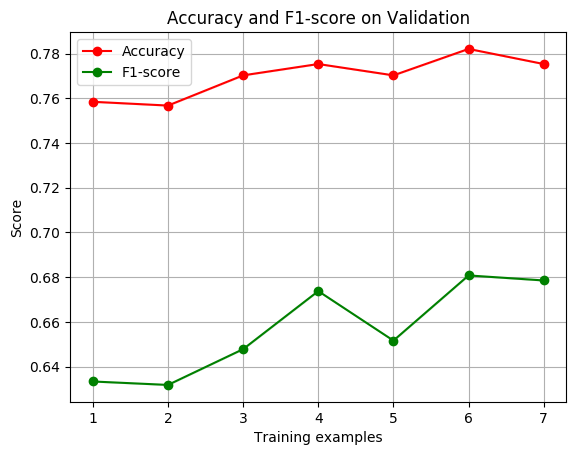 Accuracy and F1-score on Validation
Accuracy
F1-score
0.78
0.76
0.74
0.72
0.70
0.68
0.66
0.64
Score
1 2 3 4 5 6 7
Training examples